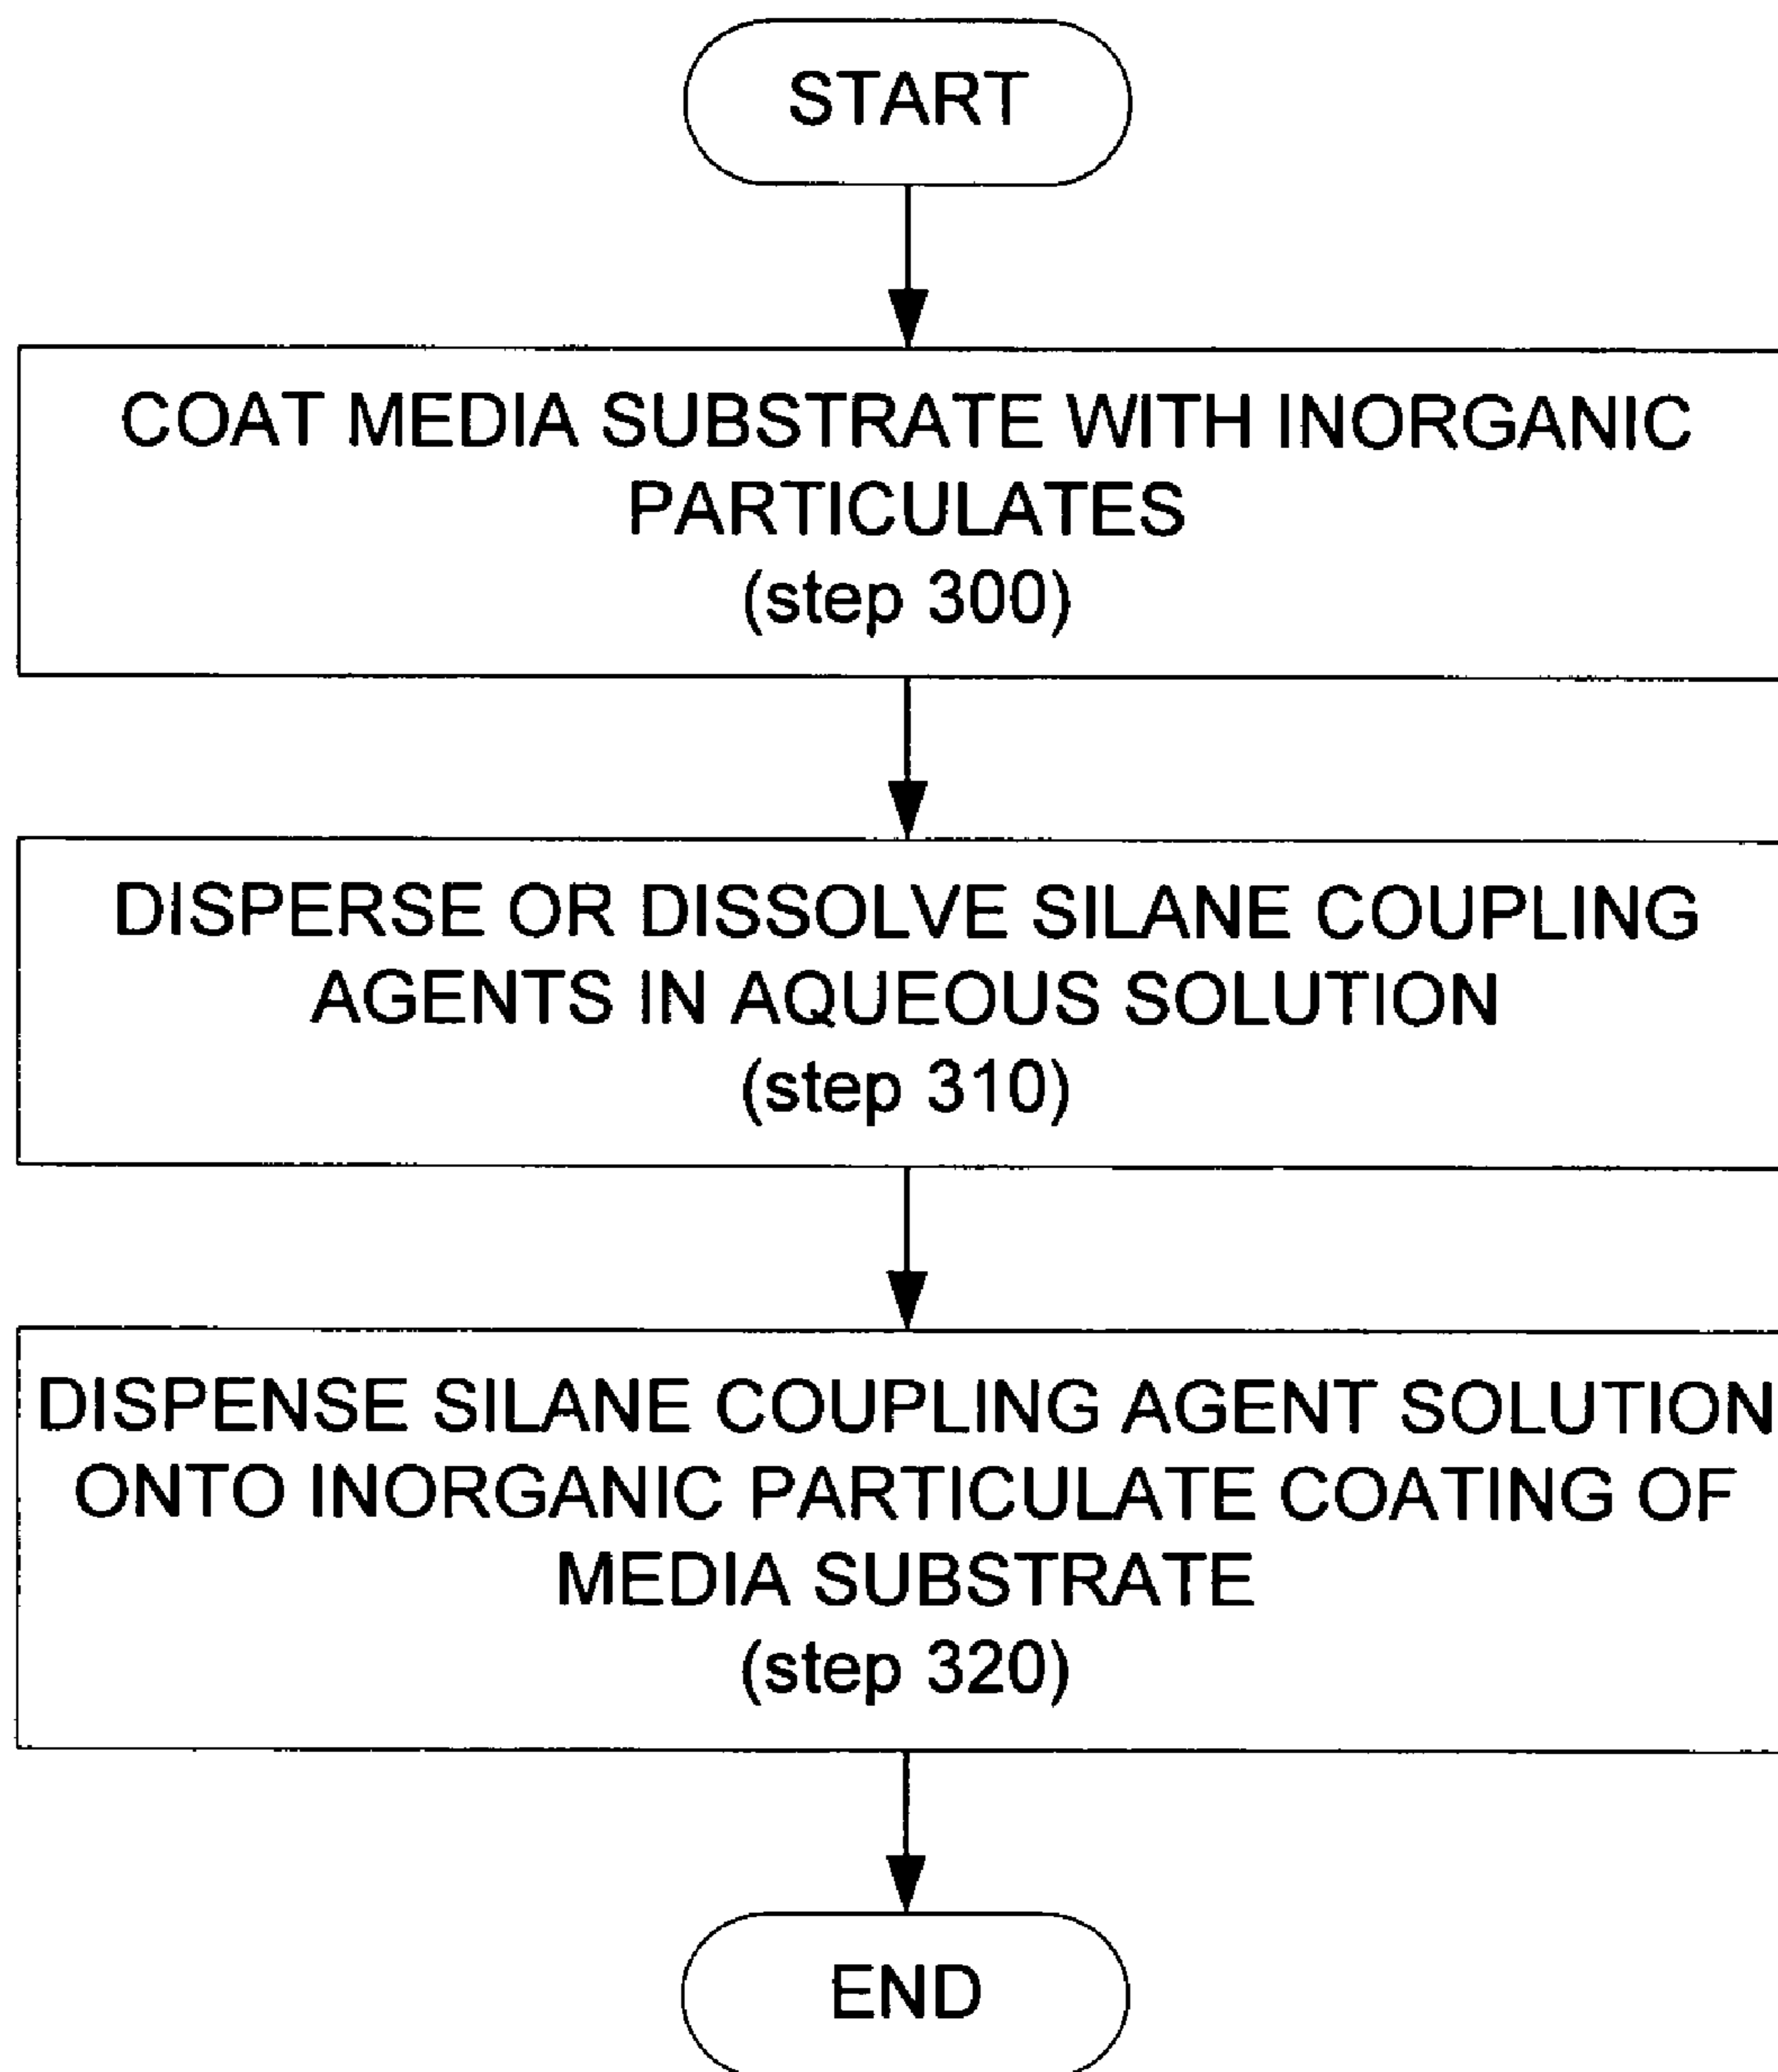 START
COAT MEDIA SUBSTRATE WITH INORGANIC
PARTICULATES
(step 300)
DISPERSE OR DISSOLVE SILANE COUPLING
AGENTS IN AQUEOUS SOLUTION
(step 310)
DISPENSE SILANE COUPLING AGENT SOLUTION
ONTO INORGANIC PARTICULATE COATING OF
MEDIA SUBSTRATE
(step 320)
END